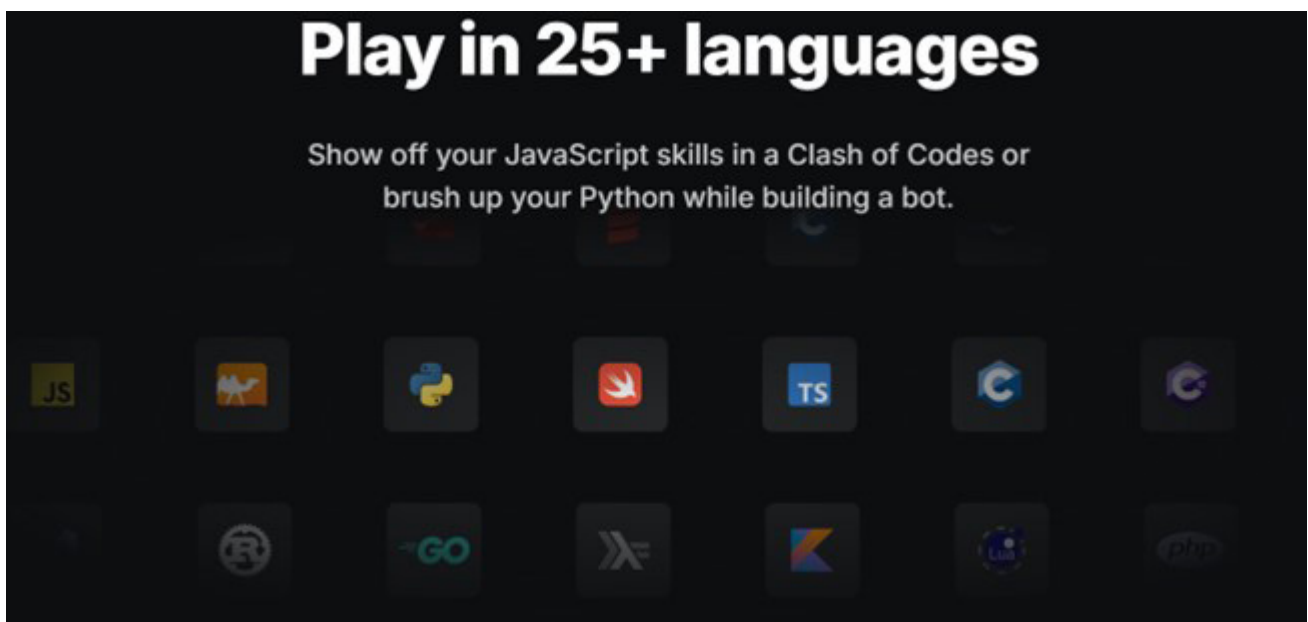 Play in 25+ languages
Show off your JavaScript skills in a Clash of Codes or
brush up your Python while building a bot.
JS
TS
C
C
R
GO
Lua
php